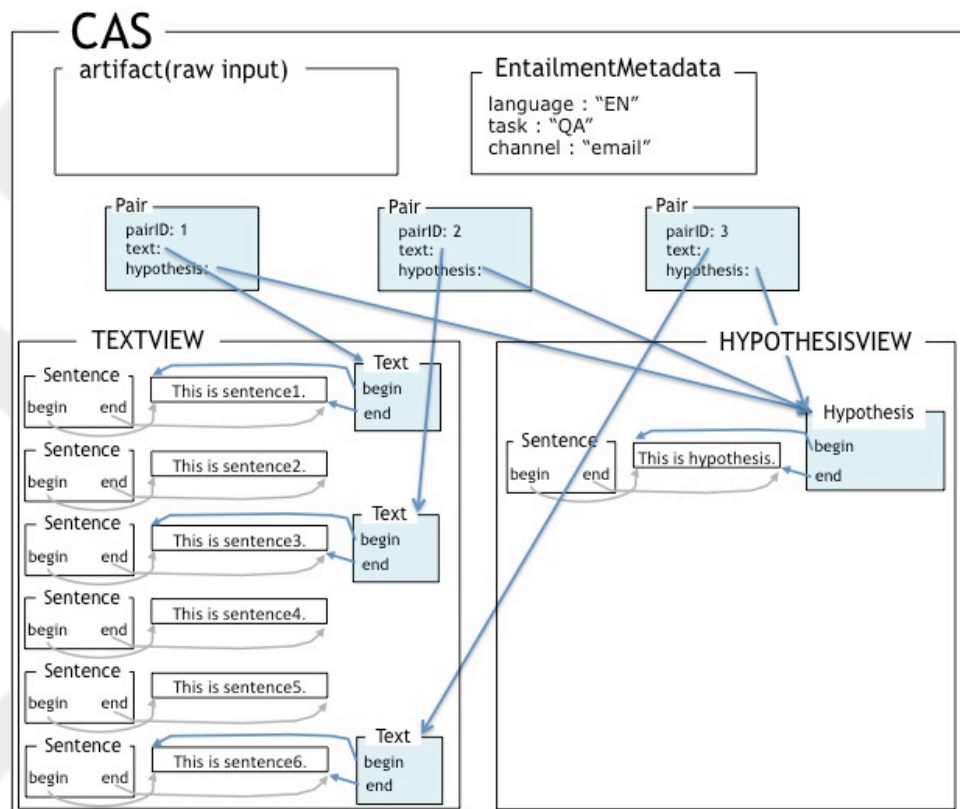 CAS
artifact(raw input)
EntailmentMetadata
language : “EN”
task : “QA”
channel : “email”
Pair
pairID: 1
text:
hypothesis:
Pair
pairID: 2
text:
hypothesis:
Pair
pairID: 3
text:
hypothesis:
TEXTVIEW
Sentence
begin end
This is sentence1.
Text
begin
end
Sentence
begin end
This is sentence2.
Sentence
begin end
This is sentence3.
Text
begin
end
Sentence
begin end
This is sentence4.
Sentence
begin end
This is sentence5.
Sentence
begin end
This is sentence6.
Text
begin
end
HYPOTHESISVIEW
Sentence
begin end
This is hypothesis.
Hypothesis
begin
end